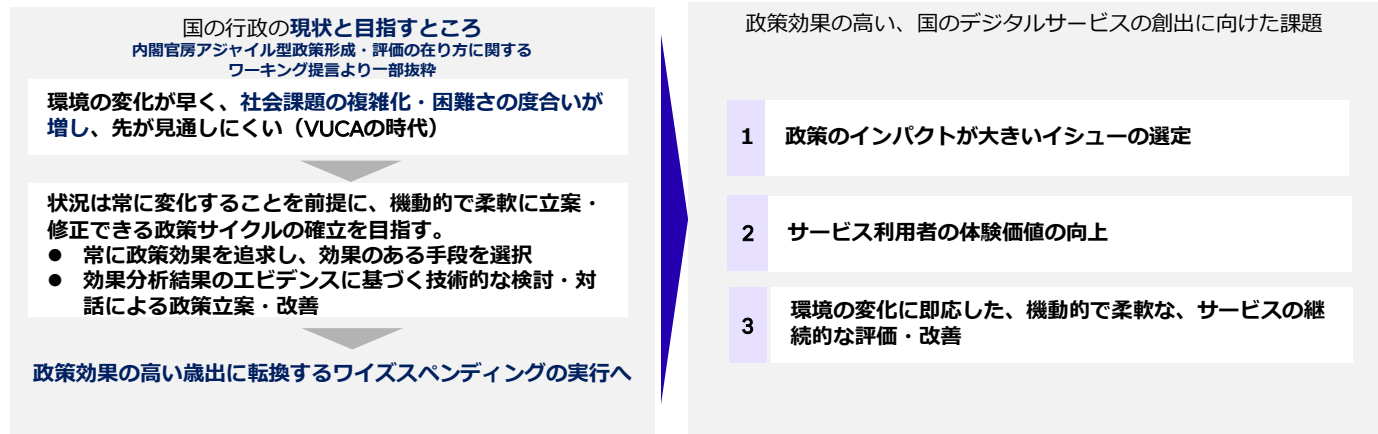 国の行政の現状と目指すところ
内閣官房アジャイル型政策形成・評価の在り方に関する
ワーキング提言より一部抜粋
環境の変化が早く、社会課題の複雑化・困難さの度合いが
増し、先が見通しにくい（VUCAの時代）
状況は常に変化することを前提に、機動的で柔軟に立案・
修正できる政策サイクルの確立を目指す。
● 常に政策効果を追求し、効果のある手段を選択
● 効果分析結果のエビデンスに基づく技術的な検討・対
話による政策立案・改善
政策効果の高い歳出に転換するワイズスペンディングの実行へ
政策効果の高い、国のデジタルサービスの創出に向けた課題
1 政策のインパクトが大きいイシューの選定
2 サービス利用者の体験価値の向上
3 環境の変化に即応した、機動的で柔軟な、サービスの継
続的な評価・改善